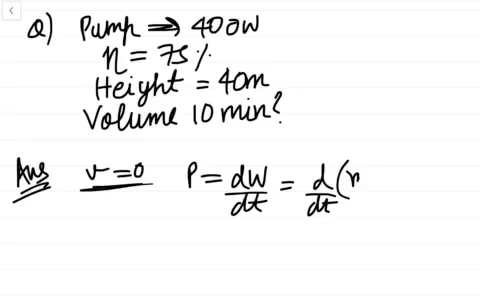 Q) Pump ⇒ 400W
η = 75%
Height = 40m
Volume 10 min?
Ans v=0 P = dW/dt = d/dt (r